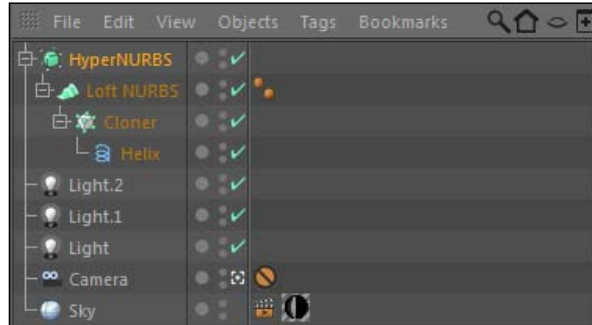 File Edit View Objects Tags Bookmarks
HyperNURBS
Loft NURBS
Cloner
Helix
Light.2
Light.1
Light
Camera
Sky